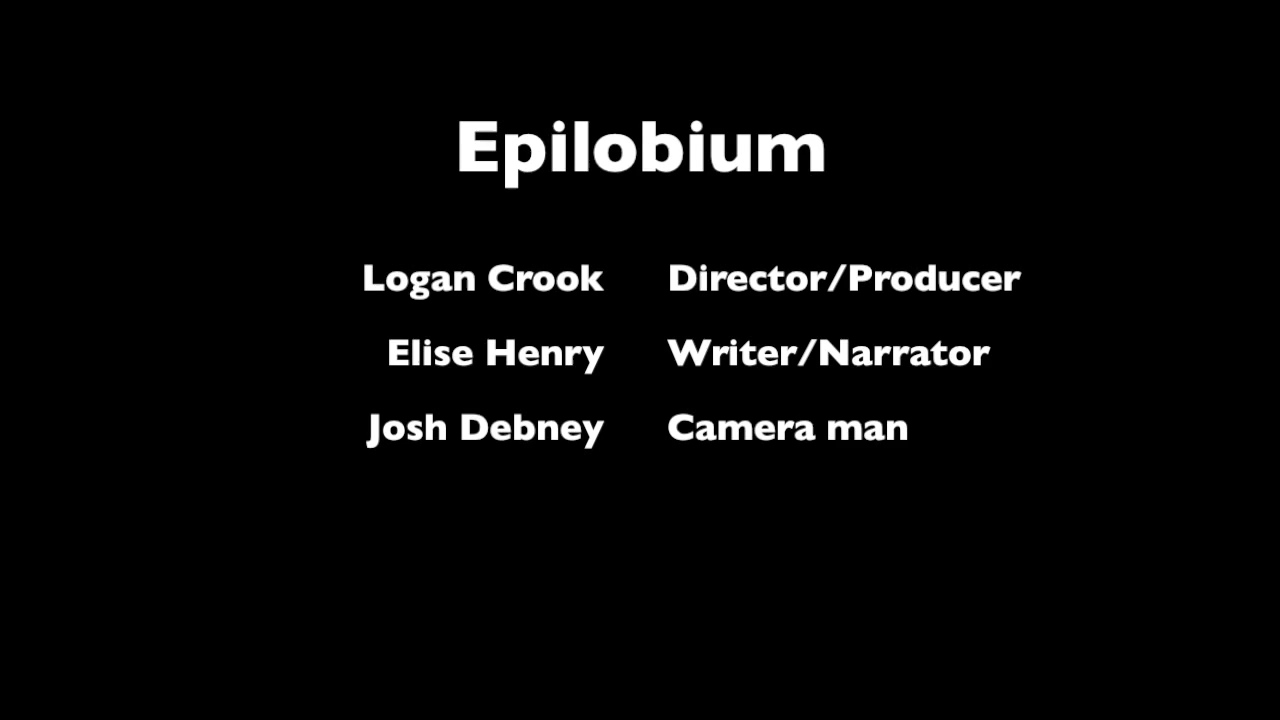 Epilobium
Logan Crook Director/Producer
Elise Henry Writer/Narrator
Josh Debney Camera man